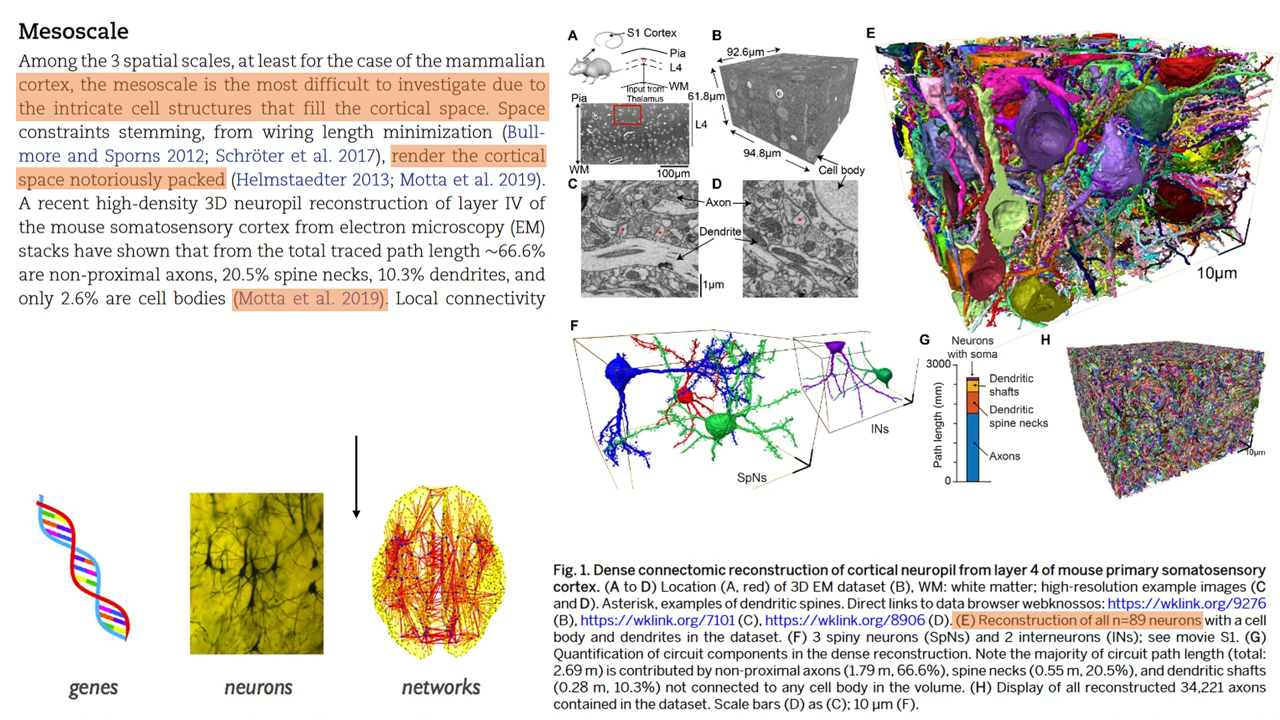 Mesoscale
Among the 3 spatial scales, at least for the case of the mammalian
cortex, the mesoscale is the most difficult to investigate due to
the intricate cell structures that fill the cortical space. Space
constraints stemming, from wiring length minimization (Bull-
more and Sporns 2012; Schröter et al. 2017), render the cortical
space notoriously packed (Helmstaedter 2013; Motta et al. 2019).
A recent high-density 3D neuropil reconstruction of layer IV of
the mouse somatosensory cortex from electron microscopy (EM)
stacks have shown that from the total traced path length ~66.6%
are non-proximal axons, 20.5% spine necks, 10.3% dendrites, and
only 2.6% are cell bodies (Motta et al. 2019). Local connectivity
genes
neurons
networks
A
S1 Cortex
Pia
L4
WM
Input from
Thalamus
Pia
L4
WM
100µm
B
92.6µm
61.8µm
94.8µm
Cell body
C
D
Axon
Dendrite
1µm
E
10µm
F
SpNs
INs
G
Neurons
with soma
3000
Path length (mm)
0
Dendritic
shafts
Dendritic
spine necks
Axons
H
10µm
Fig. 1. Dense connectomic reconstruction of cortical neuropil from layer 4 of mouse primary somatosensory
cortex. (A to D) Location (A, red) of 3D EM dataset (B), WM: white matter; high-resolution example images (C
and D). Asterisk, examples of dendritic spines. Direct links to data browser webknossos: https://wklink.org/9276
(B), https://wklink.org/7101 (C), https://wklink.org/8906 (D). (E) Reconstruction of all n=89 neurons with a cell
body and dendrites in the dataset. (F) 3 spiny neurons (SpNs) and 2 interneurons (INs); see movie S1. (G)
Quantification of circuit components in the dense reconstruction. Note the majority of circuit path length (total:
2.69 m) is contributed by non-proximal axons (1.79 m, 66.6%), spine necks (0.55 m, 20.5%), and dendritic shafts
(0.28 m, 10.3%) not connected to any cell body in the volume. (H) Display of all reconstructed 34,221 axons
contained in the dataset. Scale bars (D) as (C); 10 µm (F).